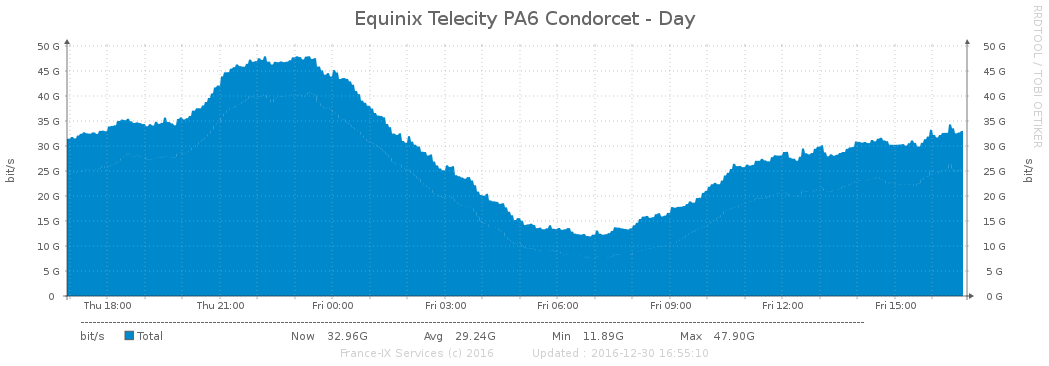 Equinix Telecity PA6 Condorcet - Day
RRDTOOL / TOBI OETIKER
bit/s
50 G 50 G
45 G 45 G
40 G 40 G
35 G 35 G
30 G 30 G
25 G 25 G
20 G 20 G
15 G 15 G
10 G 10 G
5 G 5 G
0 0 G
bit/s
Thu 18:00 Thu 21:00 Fri 00:00 Fri 03:00 Fri 06:00 Fri 09:00 Fri 12:00 Fri 15:00
bit/s Total Now 32.96G Avg 29.24G Min 11.89G Max 47.90G
France-IX Services (c) 2016 Updated : 2016-12-30 16:55:10